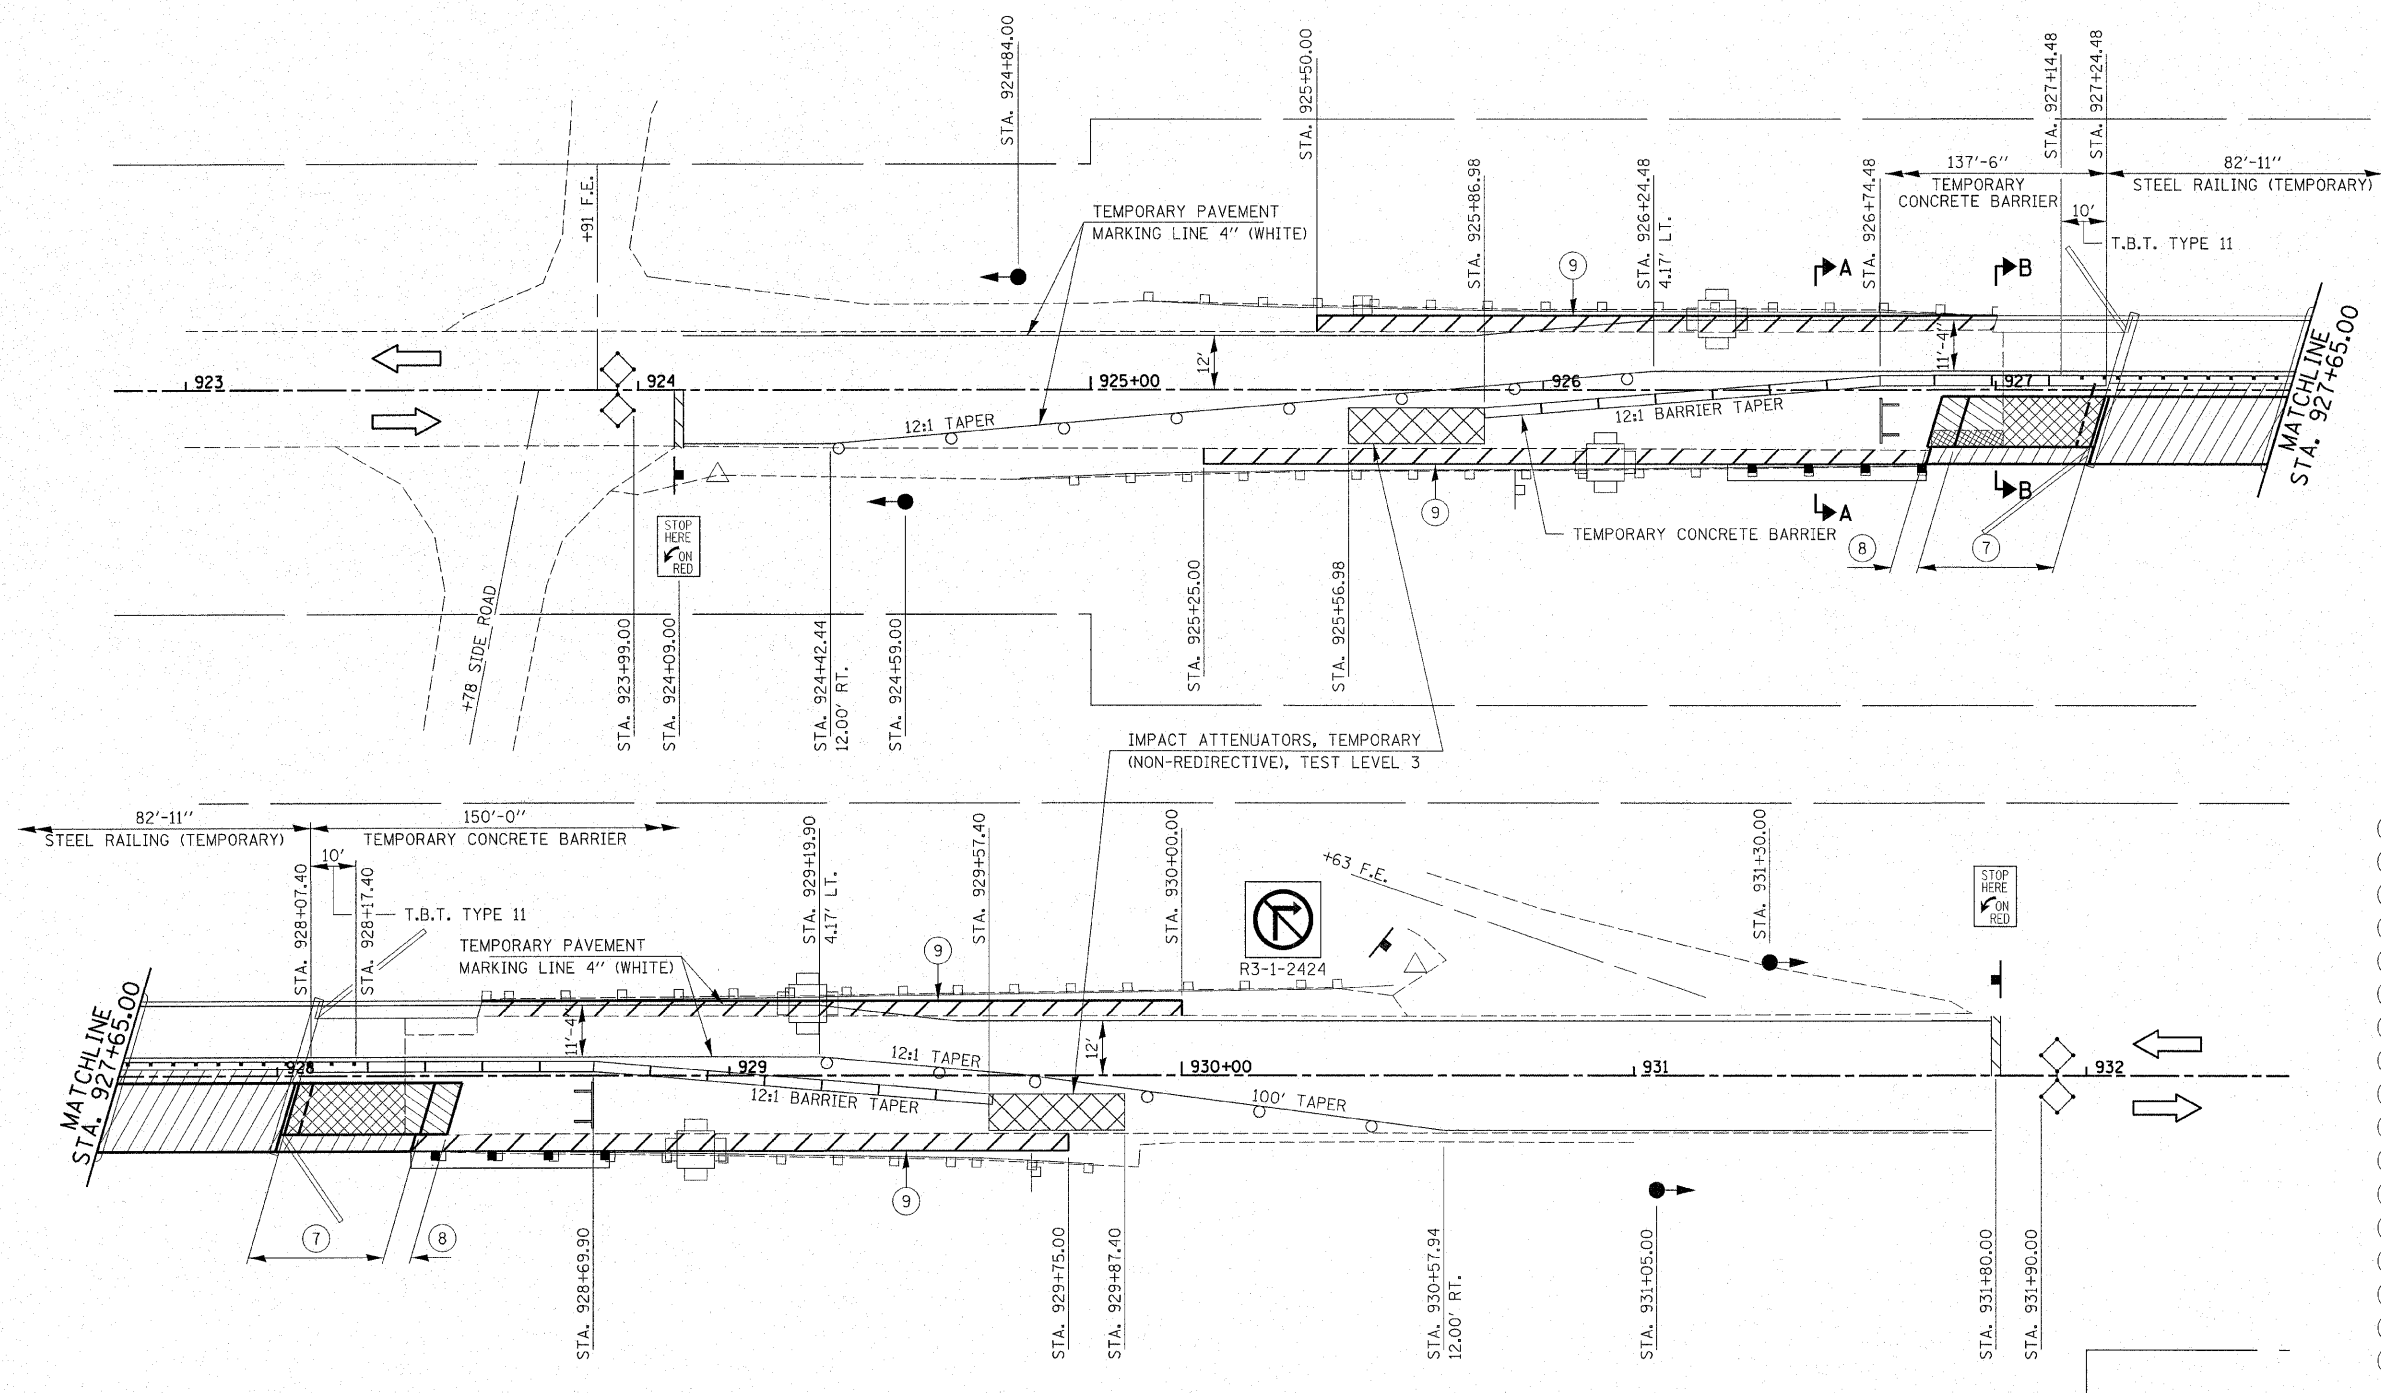 STA. 924+84.00
STA. 925+50.00
STA. 925+86.98
STA. 926+24.48
4.17' LT.
STA. 926+74.48
STA. 927+14.48
STA. 927+24.48
137'-6"
TEMPORARY
CONCRETE BARRIER
82'-11"
STEEL RAILING (TEMPORARY)
10'
T.B.T. TYPE 11
+91 F.E.
TEMPORARY PAVEMENT
MARKING LINE 4" (WHITE)
9
A
B
12'
11'-4"
MATCHLINE
STA. 927+65.00
923
924
925+00
926
927
12:1 TAPER
12:1 BARRIER TAPER
STOP
HERE
ON
RED
9
TEMPORARY CONCRETE BARRIER
A
B
8
7
+78 SIDE ROAD
STA. 923+99.00
STA. 924+09.00
STA. 924+42.44
12.00' RT.
STA. 924+59.00
STA. 925+25.00
STA. 925+56.98
IMPACT ATTENUATORS, TEMPORARY
(NON-REDIRECTIVE), TEST LEVEL 3
82'-11"
STEEL RAILING (TEMPORARY)
150'-0"
TEMPORARY CONCRETE BARRIER
10'
STA. 928+07.40
STA. 928+17.40
T.B.T. TYPE 11
TEMPORARY PAVEMENT
MARKING LINE 4" (WHITE)
STA. 929+19.90
4.17' LT.
9
STA. 929+57.40
STA. 930+00.00
R3-1-2424
+63 F.E.
STA. 931+30.00
STOP
HERE
ON
RED
MATCHLINE
STA. 927+65.00
11'-4"
12'
12:1 TAPER
928
929
930+00
931
932
12:1 BARRIER TAPER
100' TAPER
9
7
8
STA. 928+69.90
STA. 929+75.00
STA. 929+87.40
STA. 930+57.94
12.00' RT.
STA. 931+05.00
STA. 931+80.00
STA. 931+90.00